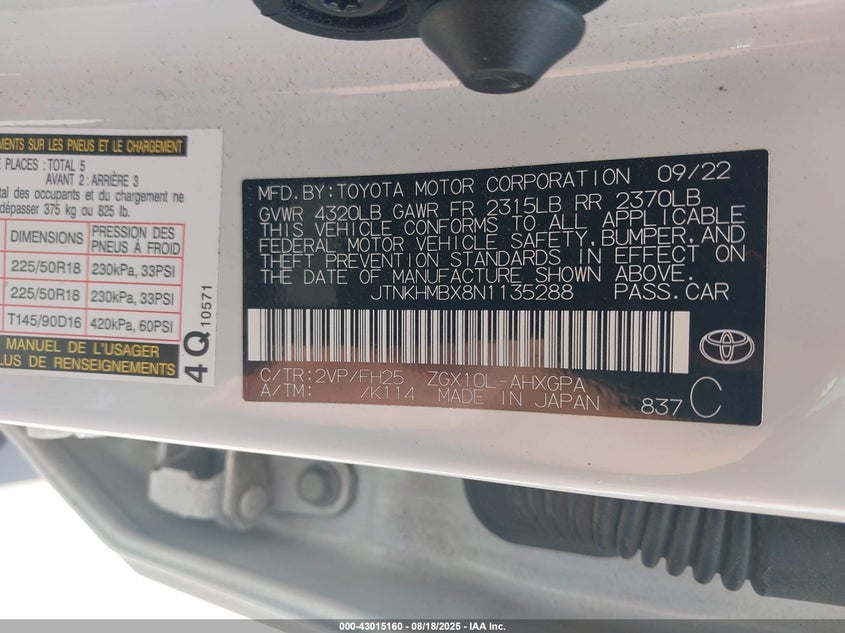 MENTS SUR LES PNEUS ET LE CHARGEMENT
E PLACES : TOTAL 5
AVANT 2 : ARRIÈRE 3
tal des occupants et du chargement ne
dépasser 375 kg ou 825 lb.
DIMENSIONS PRESSION DES PNEUS À FROID
225/50R18 230kPa, 33PSI
225/50R18 230kPa, 33PSI
T145/90D16 420kPa, 60PSI
MANUEL DE L'USAGER
PLUS DE RENSEIGNEMENTS
4Q 10571
MFD.BY:TOYOTA MOTOR CORPORATION 09/22
GVWR 4320LB GAWR FR 2315LB RR 2370LB
THIS VEHICLE CONFORMS TO ALL APPLICABLE
FEDERAL MOTOR VEHICLE SAFETY,BUMPER,AND
THEFT PREVENTION STANDARDS IN EFFECT ON
THE DATE OF MANUFACTURE SHOWN ABOVE.
JTNKHMBX8N1135288 PASS.CAR
C/TR:2VP/FH25 ZGX10L-AHXGPA
A/TM: /K114 MADE IN JAPAN 837 C
000-43015160 - 08/18/2025 - IAA Inc.